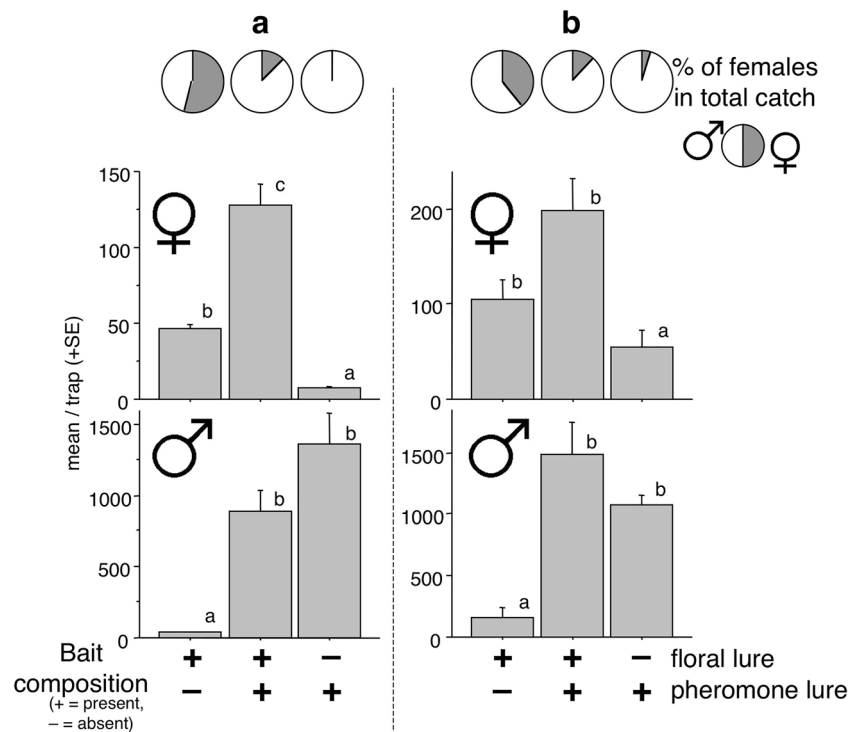 a
b
% of females
in total catch
♂ ♀
mean / trap (+SE)
150
100
50
0
♀
b
c
a
200
100
0
♀
b
b
a
1500
1000
500
0
♂
a
b
b
1500
1000
500
0
♂
a
b
b
Bait
composition
(+ = present,
– = absent)
+ + –
– + +
+ + – floral lure
– + + pheromone lure